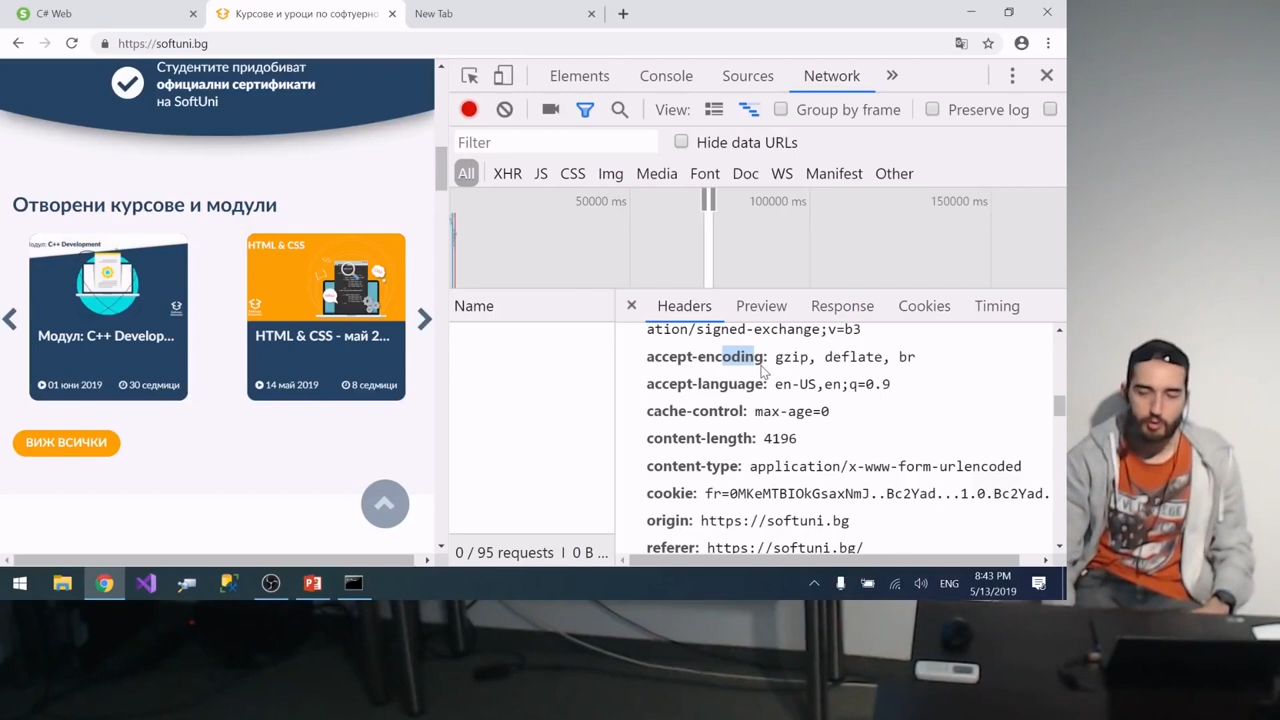 C# Web
Курсове и уроци по софтуерно
New Tab
https://softuni.bg
Студентите придобиват
официални сертификати
на SoftUni
Отворени курсове и модули
Модул: C++ Develop...
01 юни 2019
30 седмици
HTML & CSS
HTML & CSS - май 2...
14 май 2019
8 седмици
ВИЖ ВСИЧКИ
Elements
Console
Sources
Network
View:
Group by frame
Preserve log
Filter
Hide data URLs
All
XHR
JS
CSS
Img
Media
Font
Doc
WS
Manifest
Other
50000 ms
100000 ms
150000 ms
Name
Headers
Preview
Response
Cookies
Timing
ation/signed-exchange;v=b3
accept-encoding: gzip, deflate, br
accept-language: en-US,en;q=0.9
cache-control: max-age=0
content-length: 4196
content-type: application/x-www-form-urlencoded
cookie: fr=0MKeMTBIOkGsaxNmJ..Bc2Yad...1.0.Bc2Yad.
origin: https://softuni.bg
referer: https://softuni.bg/
0 / 95 requests | 0 B ...
ENG
8:43 PM
5/13/2019